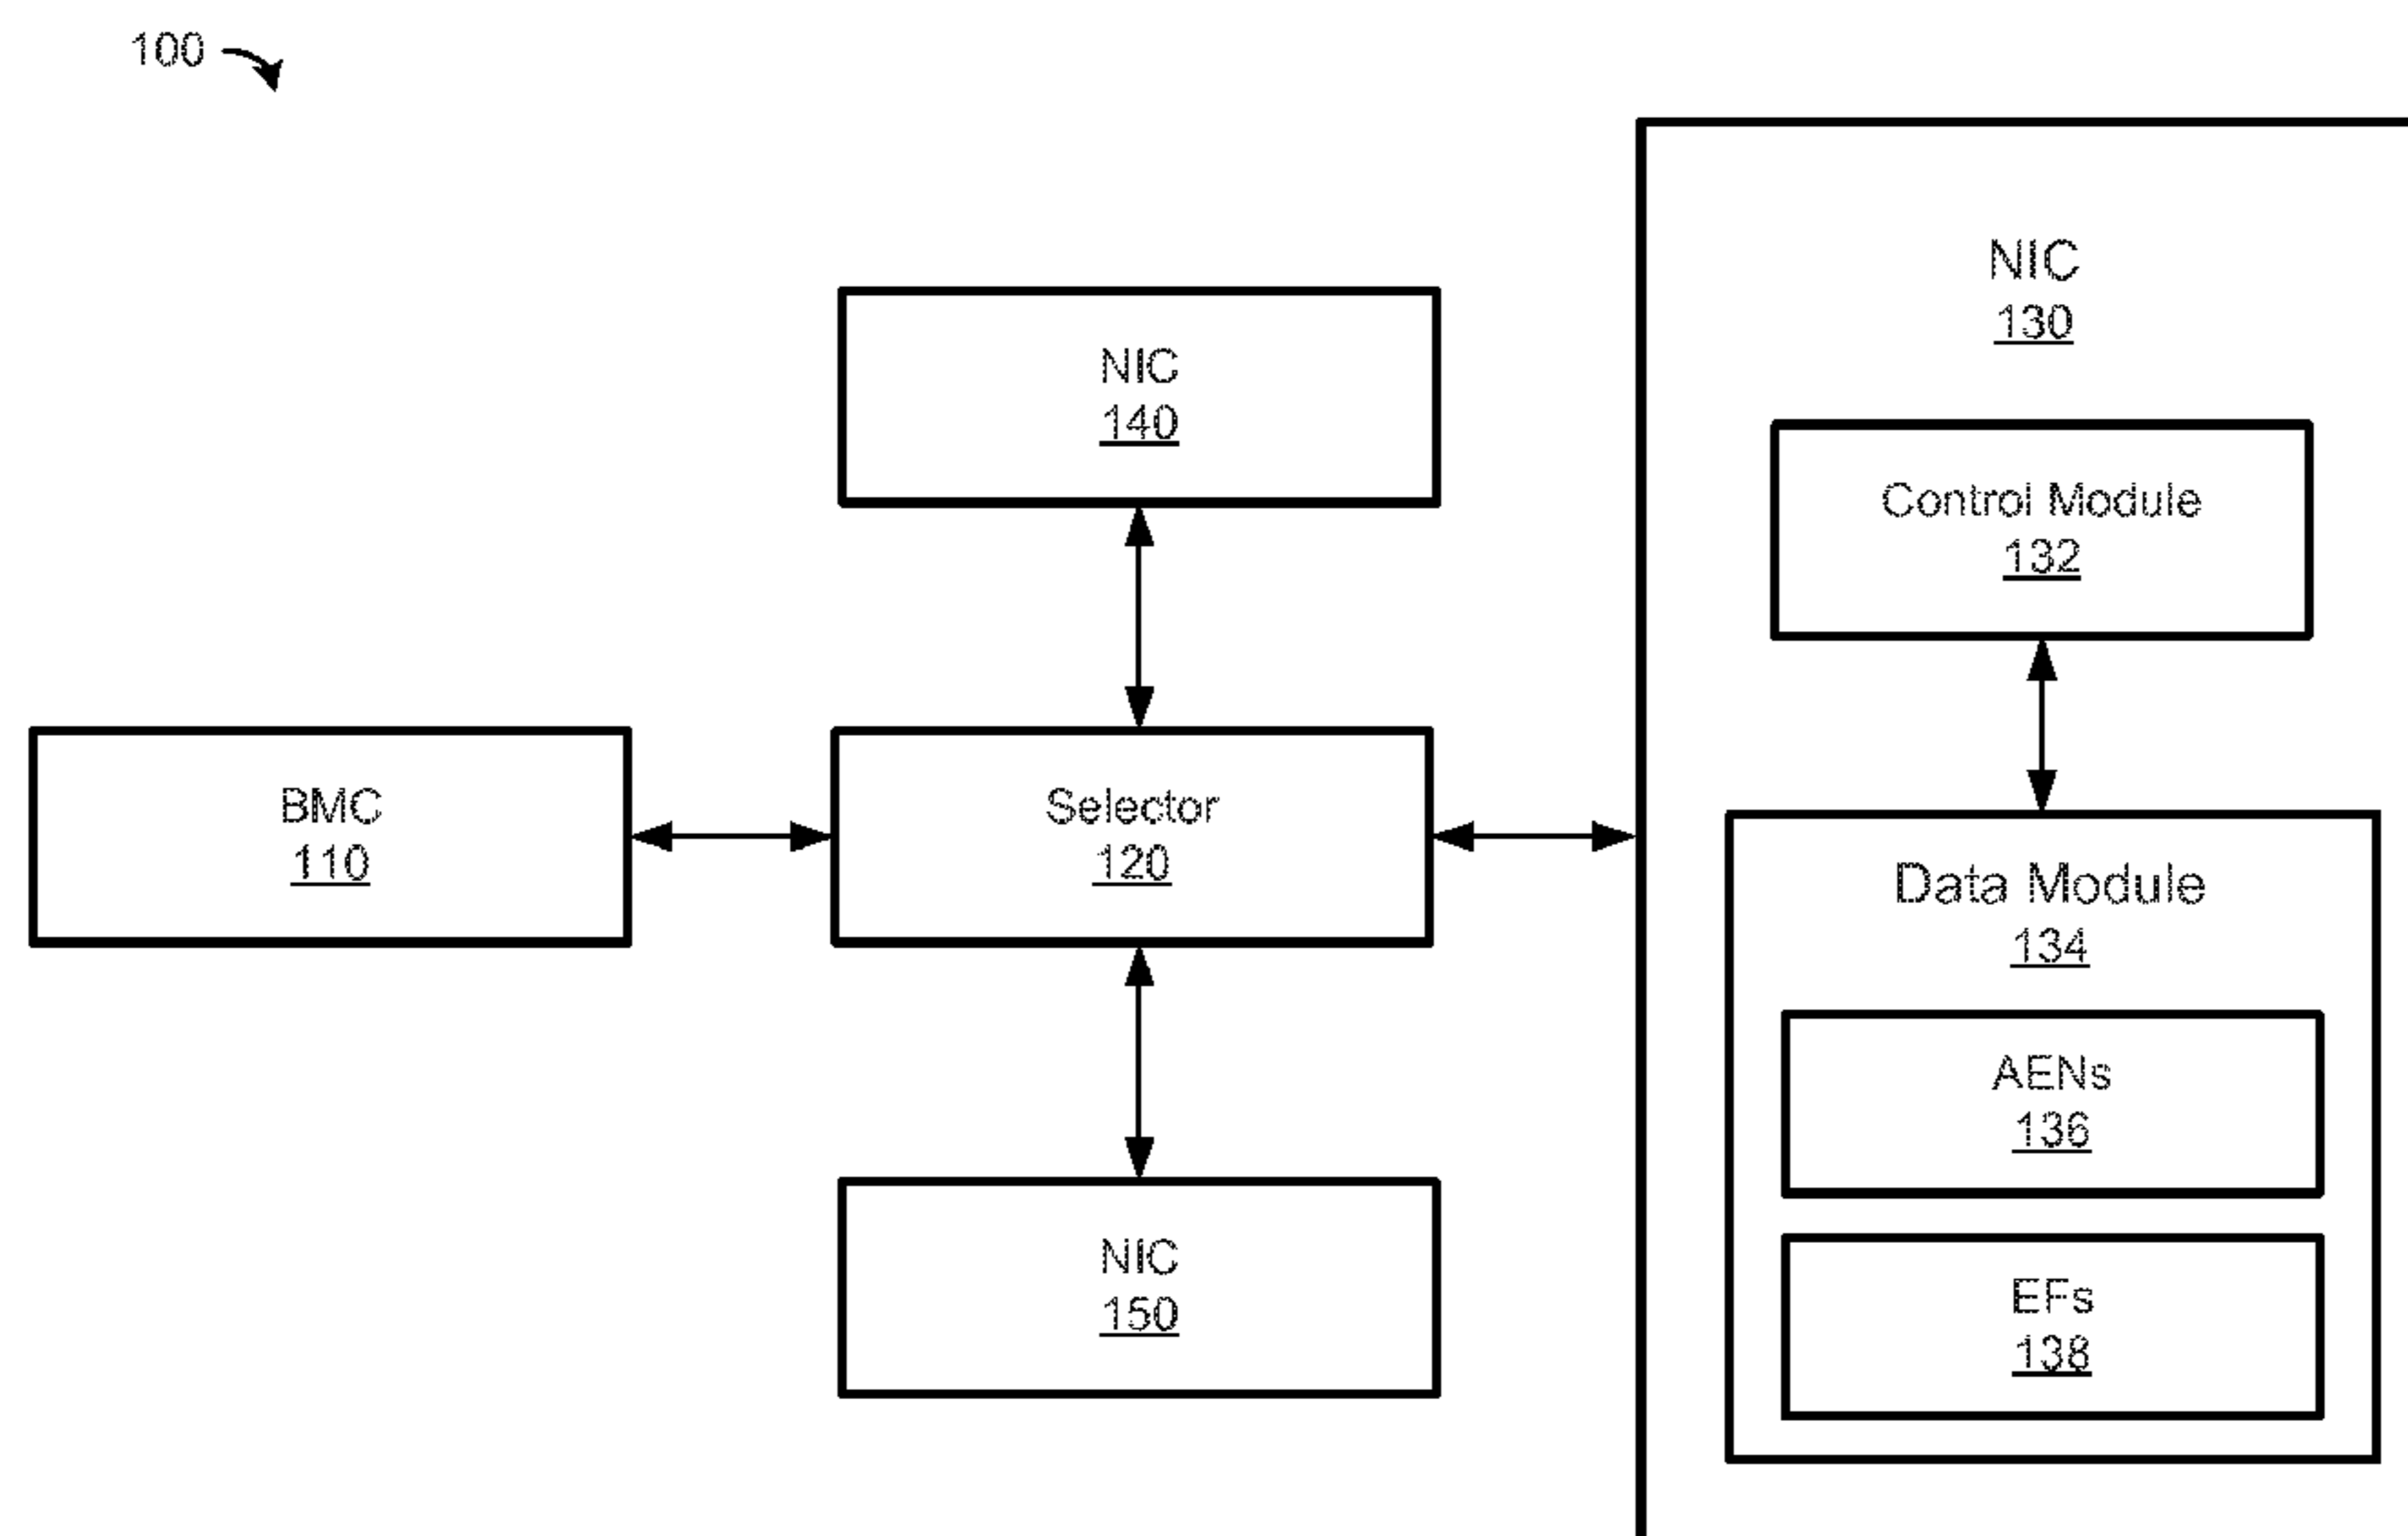 100
NIC
130
NIC
140
Control Module
132
BMC
110
Selector
120
Data Module
134
AENs
136
NIC
150
EFs
138